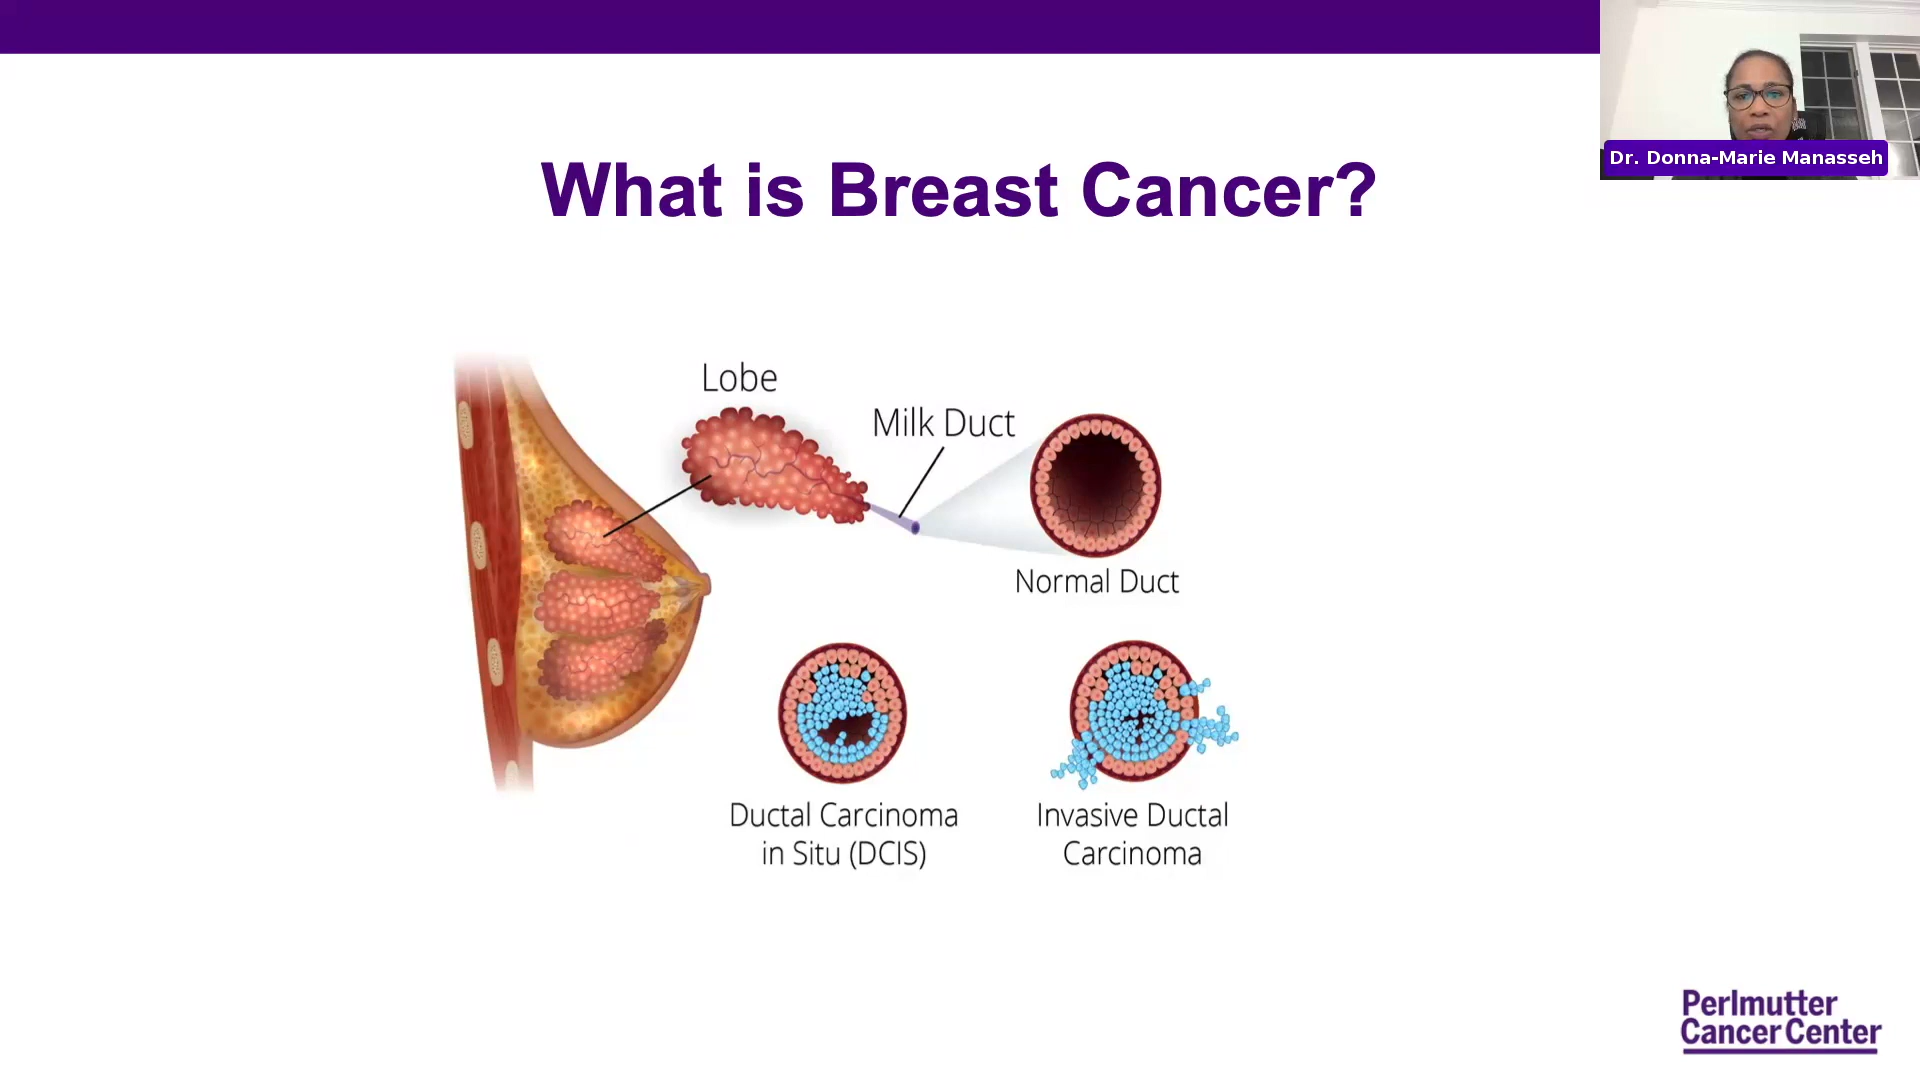 Dr. Donna-Marie Manasseh
What is Breast Cancer?
Lobe
Milk Duct
Normal Duct
Ductal Carcinoma
in Situ (DCIS)
Invasive Ductal
Carcinoma
Perlmutter
Cancer Center